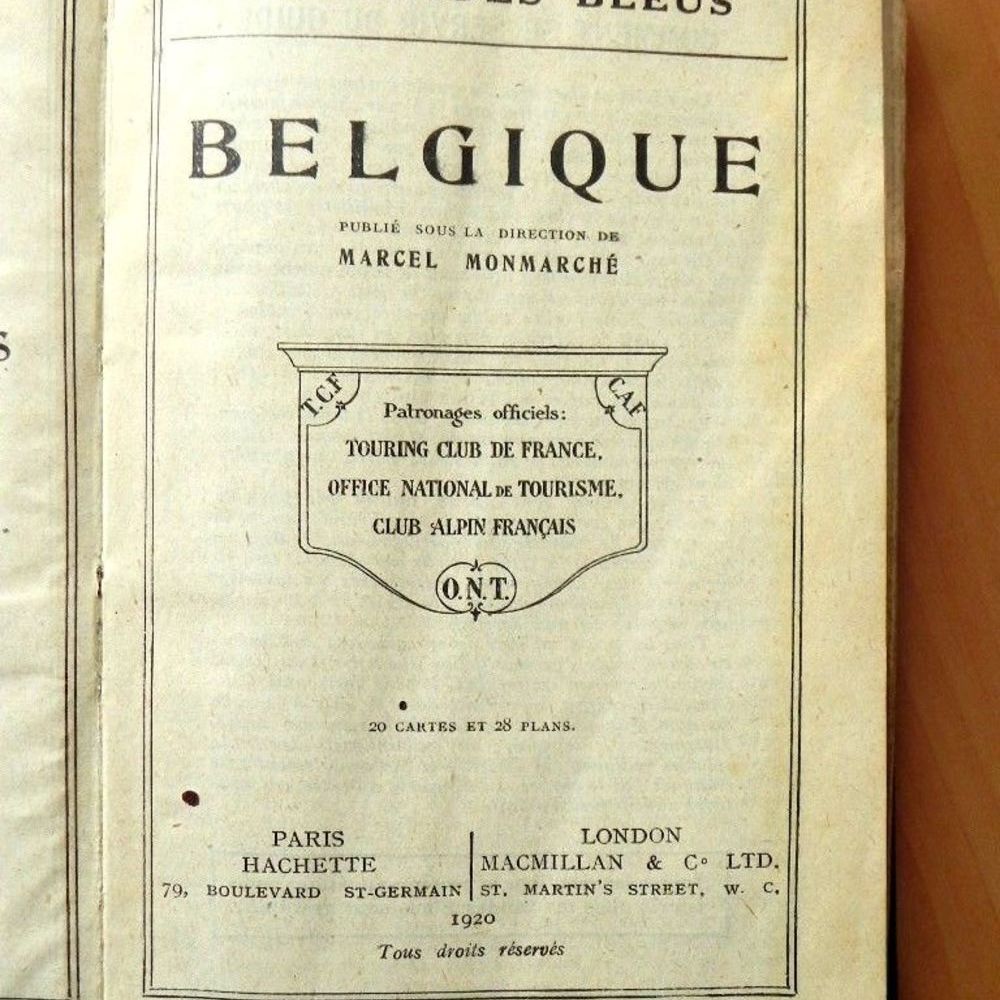 BLEUS
BELGIQUE
PUBLIÉ SOUS LA DIRECTION DE
MARCEL MONMARCHÉ
T.C.F
C.A.F
Patronages officiels:
TOURING CLUB DE FRANCE,
OFFICE NATIONAL DE TOURISME,
CLUB ALPIN FRANÇAIS
O.N.T.
20 CARTES ET 28 PLANS.
PARIS
HACHETTE
79, BOULEVARD ST-GERMAIN
LONDON
MACMILLAN & Cº LTD.
ST. MARTIN'S STREET, W. C.
1920
Tous droits réservés